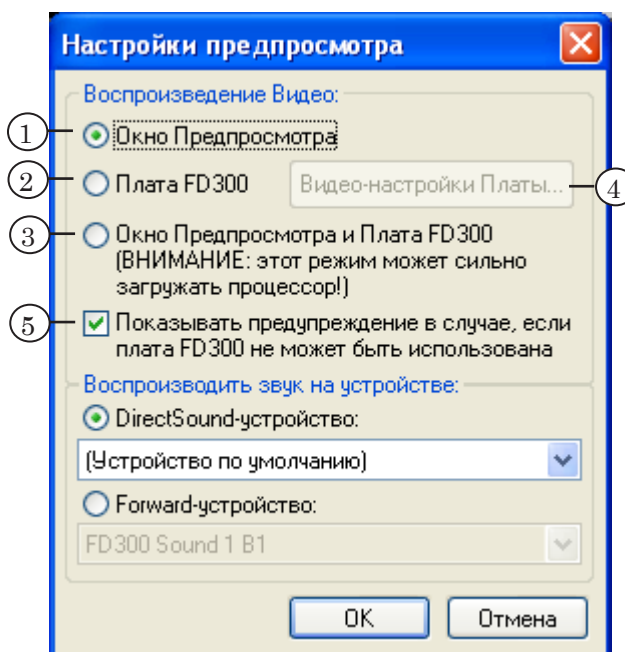 Настройки предпросмотра
Воспроизведение Видео:
1 Окно Предпросмотра
2 Плата FD300 Видео-настройки Платы... 4
3 Окно Предпросмотра и Плата FD300
(ВНИМАНИЕ: этот режим может сильно
загружать процессор!)
5 Показывать предупреждение в случае, если
плата FD300 не может быть использована
Воспроизводить звук на устройстве:
DirectSound-устройство:
(Устройство по умолчанию)
Forward-устройство:
FD300 Sound 1 B1
OK Отмена